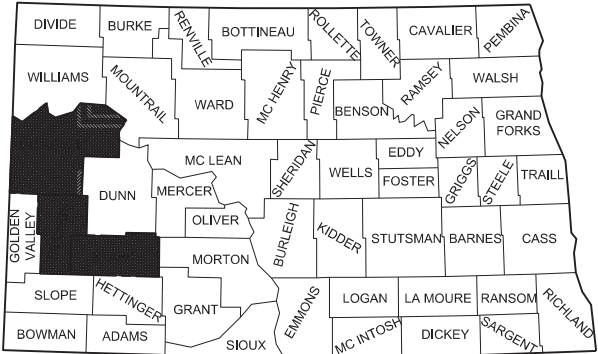 DIVIDE
BURKE
RENVILLE
BOTTINEAU
ROLLETTE
TOWNER
CAVALIER
PEMBINA
WILLIAMS
MOUNTRAIL
WARD
MC HENRY
PIERCE
BENSON
RAMSEY
WALSH
NELSON
GRAND
FORKS
MC LEAN
SHERIDAN
WELLS
EDDY
FOSTER
GRIGGS
STEELE
TRAILL
DUNN
MERCER
OLIVER
GOLDEN
VALLEY
BURLEIGH
KIDDER
STUTSMAN
BARNES
CASS
MORTON
SLOPE
HETTINGER
GRANT
EMMONS
LOGAN
LA MOURE
RANSOM
RICHLAND
BOWMAN
ADAMS
SIOUX
MC INTOSH
DICKEY
SARGENT